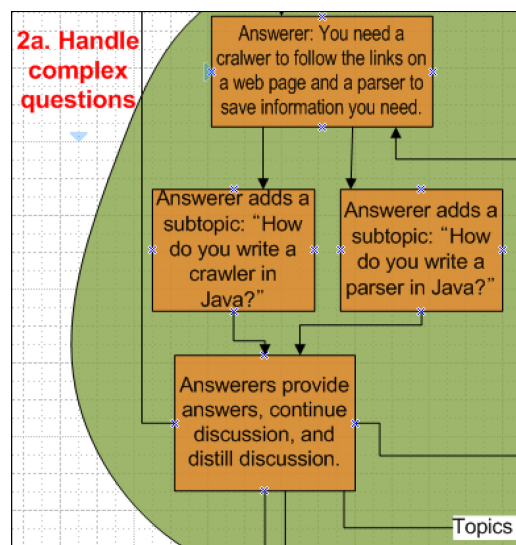 2a. Handle
complex
questions
Answerer: You need a
cralwer to follow the links on
a web page and a parser to
save information you need.
Answerer adds a
subtopic: “How
do you write a
crawler in
Java?”
Answerer adds a
subtopic: “How
do you write a
parser in Java?”
Answerers provide
answers, continue
discussion, and
distill discussion.
Topics